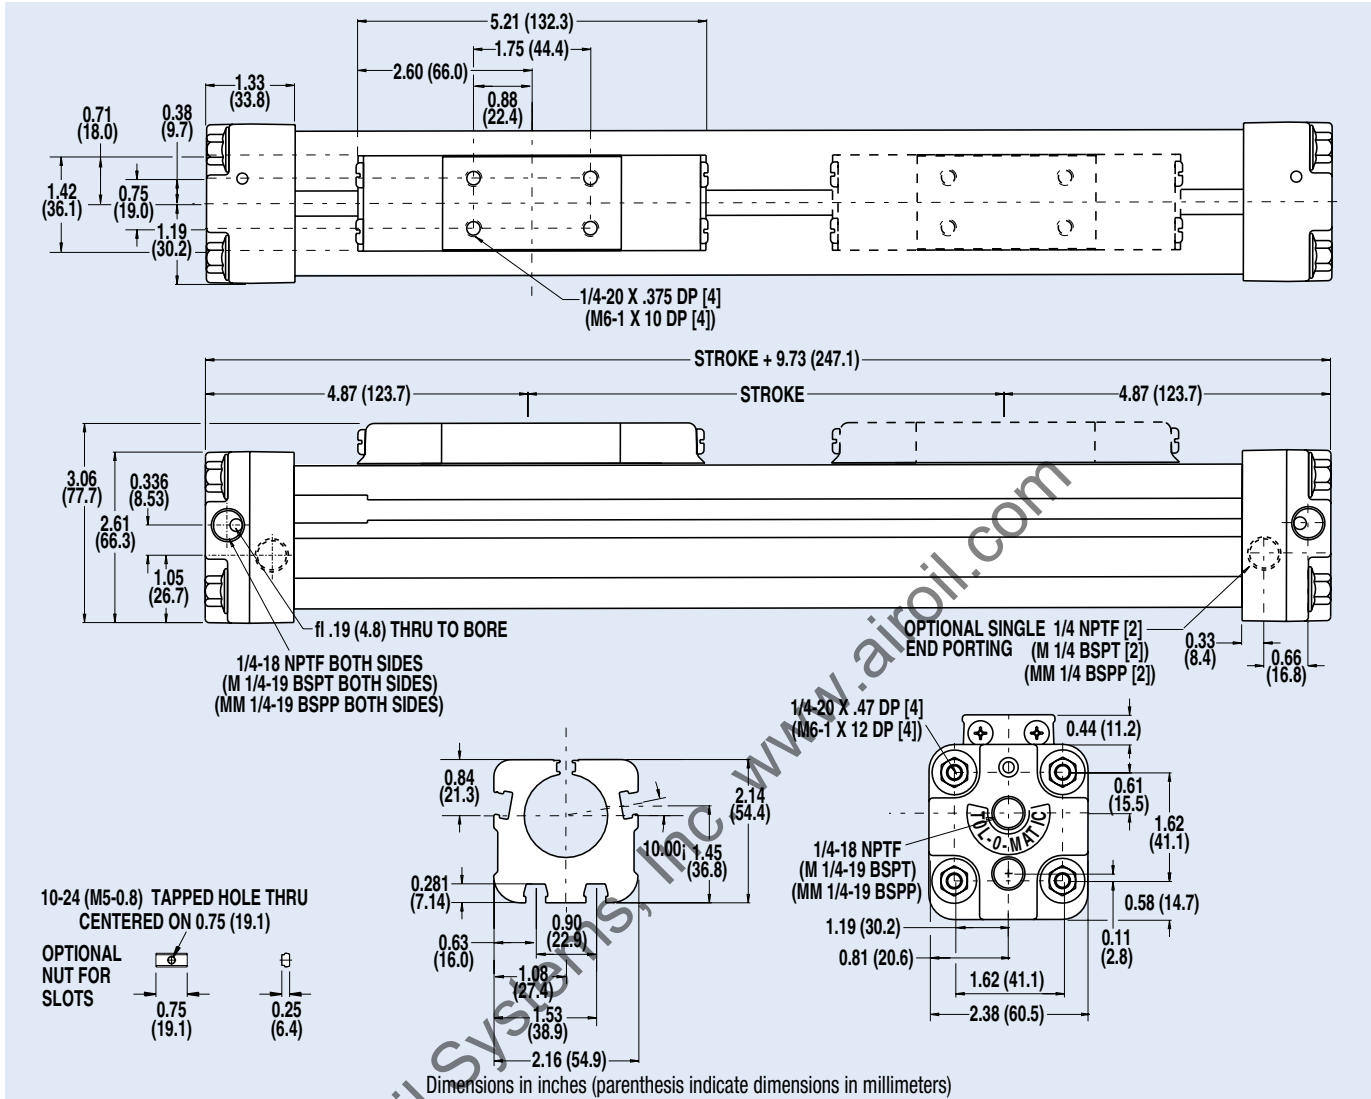 5.21 (132.3)
1.75 (44.4)
2.60 (66.0)
0.88
(22.4)
1.33
(33.8)
0.71
(18.0)
0.38
(9.7)
1.42
(36.1)
0.75
(19.0)
1.19
(30.2)
1/4-20 X .375 DP [4]
(M6-1 X 10 DP [4])
STROKE + 9.73 (247.1)
4.87 (123.7)
STROKE
4.87 (123.7)
3.06
(77.7)
0.336
(8.53)
2.61
(66.3)
1.05
(26.7)
fl .19 (4.8) THRU TO BORE
1/4-18 NPTF BOTH SIDES
(M 1/4-19 BSPT BOTH SIDES)
(MM 1/4-19 BSPP BOTH SIDES)
OPTIONAL SINGLE
END PORTING
1/4 NPTF [2]
(M 1/4 BSPT [2])
(MM 1/4 BSPP [2])
0.33
(8.4)
0.66
(16.8)
0.84
(21.3)
2.14
(54.4)
10.00¡
1.45
(36.8)
0.281
(7.14)
0.63
(16.0)
0.90
(22.9)
1.08
(27.4)
1.53
(38.9)
2.16 (54.9)
1/4-20 X .47 DP [4]
(M6-1 X 12 DP [4])
0.44 (11.2)
0.61
(15.5)
1.62
(41.1)
TOL-O-MATIC
1/4-18 NPTF
(M 1/4-19 BSPT)
(MM 1/4-19 BSPP)
0.58 (14.7)
0.11
(2.8)
1.19 (30.2)
0.81 (20.6)
1.62 (41.1)
2.38 (60.5)
10-24 (M5-0.8) TAPPED HOLE THRU
CENTERED ON 0.75 (19.1)
OPTIONAL
NUT FOR
SLOTS
0.75
(19.1)
0.25
(6.4)
il Systems, Inc www.airoil.com
Dimensions in inches (parenthesis indicate dimensions in millimeters)